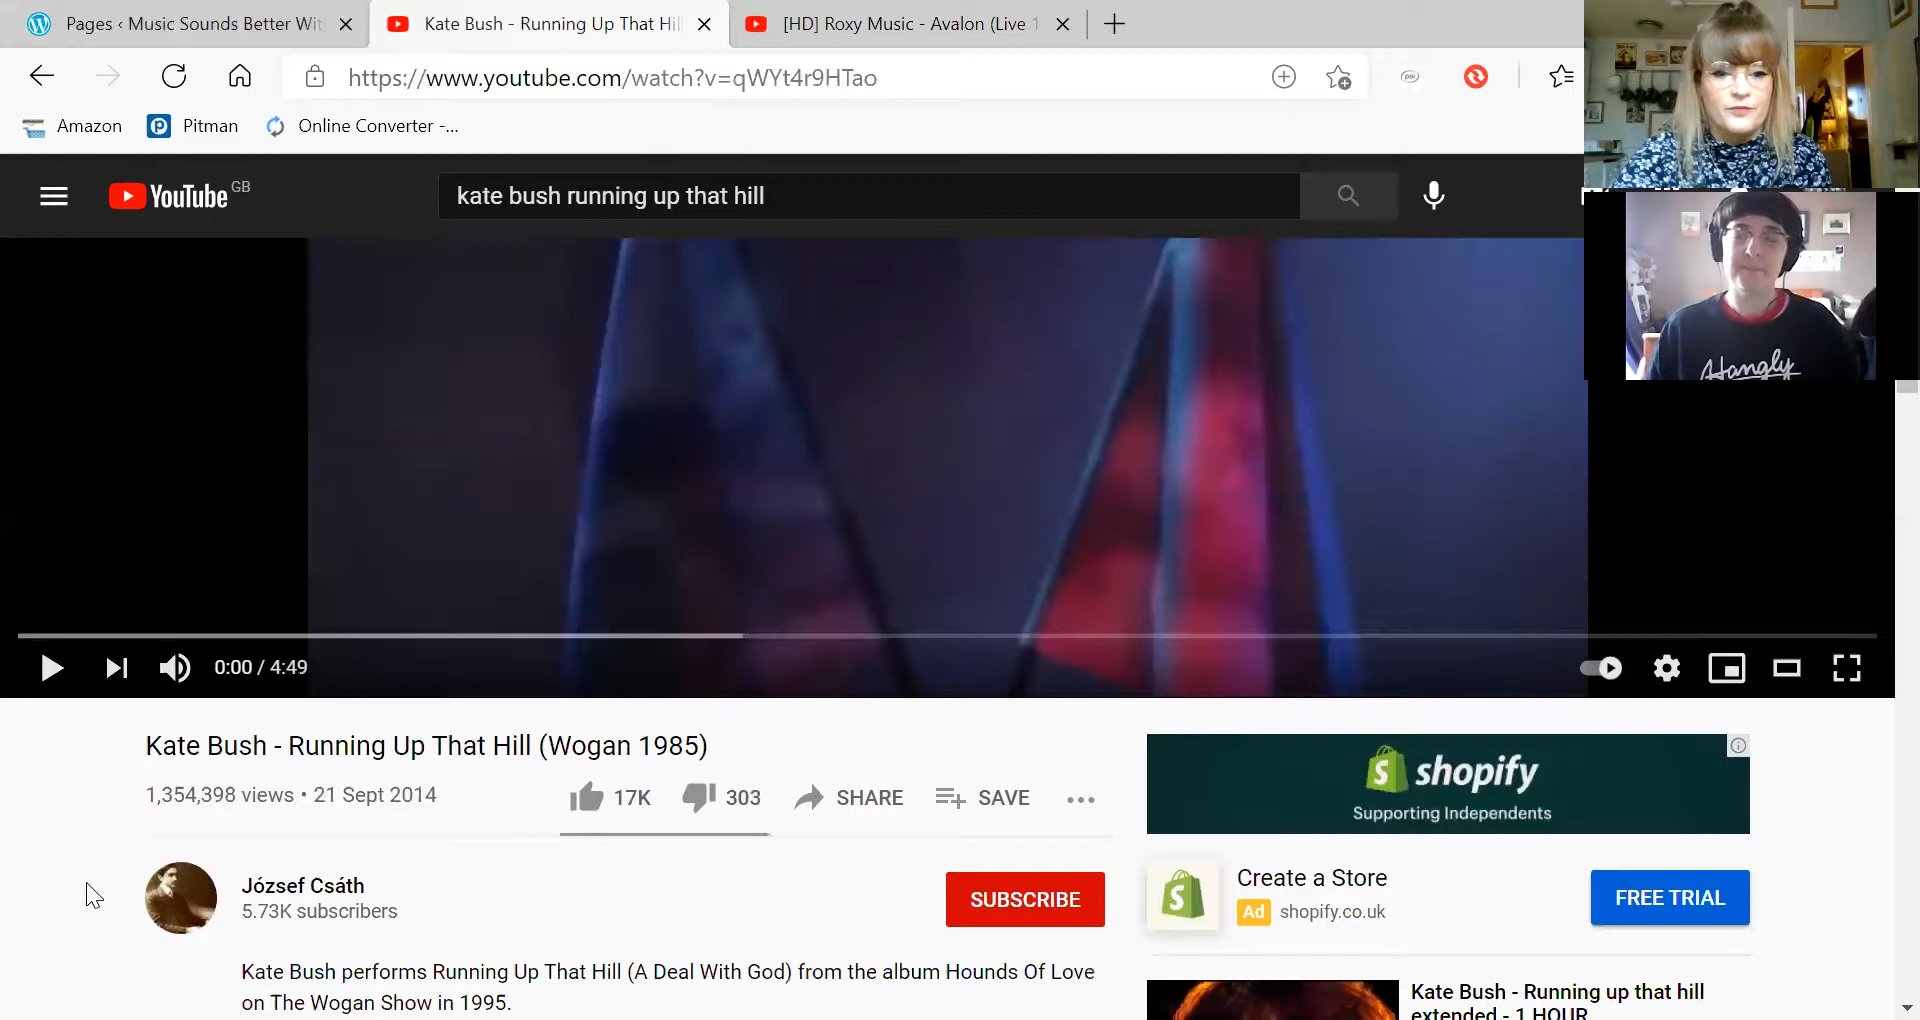 Pages ‹ Music Sounds Better Wit
Kate Bush - Running Up That Hil
[HD] Roxy Music - Avalon (Live 1
https://www.youtube.com/watch?v=qWYt4r9HTao
psi
Amazon
Pitman
Online Converter -...
YouTube GB
kate bush running up that hill
Hangly
0:00 / 4:49
Kate Bush - Running Up That Hill (Wogan 1985)
1,354,398 views • 21 Sept 2014
17K
303
SHARE
SAVE
shopify
Supporting Independents
József Csáth
5.73K subscribers
SUBSCRIBE
Create a Store
Ad shopify.co.uk
FREE TRIAL
Kate Bush performs Running Up That Hill (A Deal With God) from the album Hounds Of Love
on The Wogan Show in 1995.
Kate Bush - Running up that hill
extended - 1 HOUR